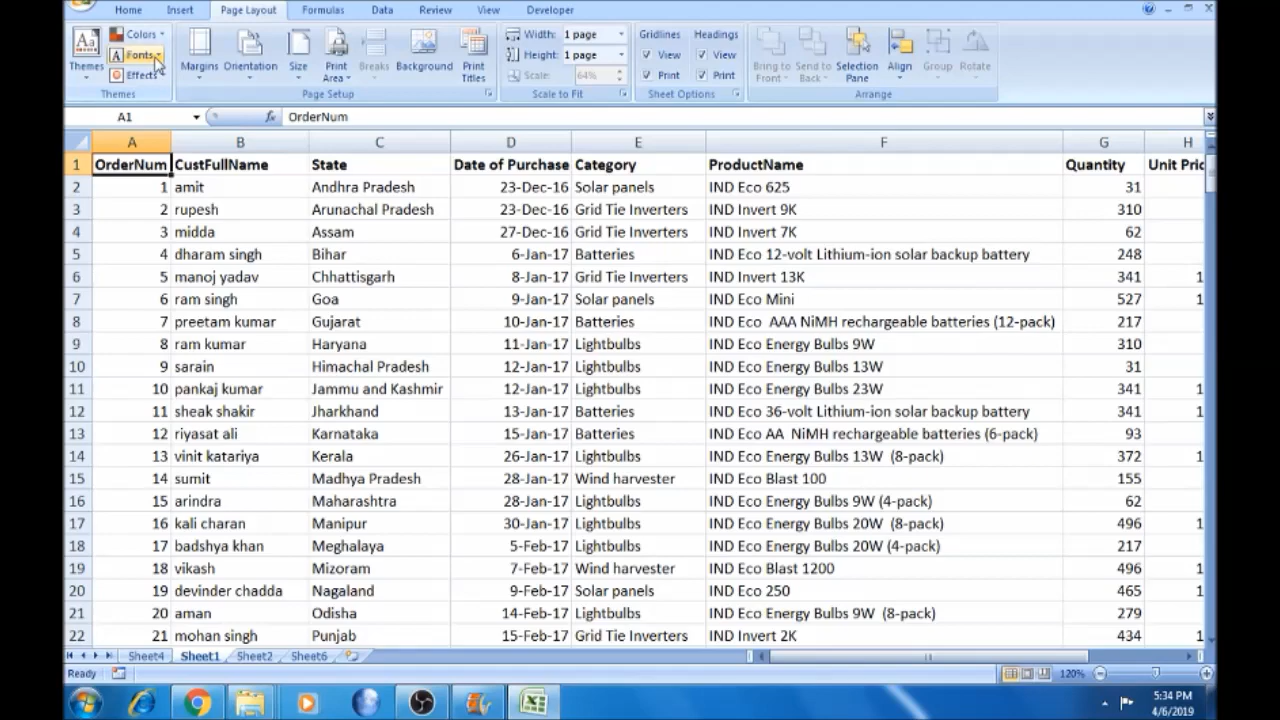 Home Insert Page Layout Formulas Data Review View Developer
Themes Colors Fonts Effects
Margins Orientation Size Print Area Breaks Background Print Titles
Width: 1 page
Height: 1 page
Scale: 64%
Gridlines Headings
View View
Print Print
Bring to Front Send to Back Selection Pane Align Group Rotate
Themes Page Setup Scale to Fit Sheet Options Arrange
A1 fx OrderNum
A B C D E F G H
1 OrderNum CustFullName State Date of Purchase Category ProductName Quantity Unit Pric
2 1 amit Andhra Pradesh 23-Dec-16 Solar panels IND Eco 625 31
3 2 rupesh Arunachal Pradesh 23-Dec-16 Grid Tie Inverters IND Invert 9K 310
4 3 midda Assam 27-Dec-16 Grid Tie Inverters IND Invert 7K 62
5 4 dharam singh Bihar 6-Jan-17 Batteries IND Eco 12-volt Lithium-ion solar backup battery 248
6 5 manoj yadav Chhattisgarh 8-Jan-17 Grid Tie Inverters IND Invert 13K 341 1
7 6 ram singh Goa 9-Jan-17 Solar panels IND Eco Mini 527 1
8 7 preetam kumar Gujarat 10-Jan-17 Batteries IND Eco  AAA NiMH rechargeable batteries (12-pack) 217
9 8 ram kumar Haryana 11-Jan-17 Lightbulbs IND Eco Energy Bulbs 9W 310
10 9 sarain Himachal Pradesh 12-Jan-17 Lightbulbs IND Eco Energy Bulbs 13W 31
11 10 pankaj kumar Jammu and Kashmir 12-Jan-17 Lightbulbs IND Eco Energy Bulbs 23W 341 1
12 11 sheak shakir Jharkhand 13-Jan-17 Batteries IND Eco 36-volt Lithium-ion solar backup battery 341 1
13 12 riyasat ali Karnataka 15-Jan-17 Batteries IND Eco AA  NiMH rechargeable batteries (6-pack) 93
14 13 vinit katariya Kerala 26-Jan-17 Lightbulbs IND Eco Energy Bulbs 13W  (8-pack) 372 1
15 14 sumit Madhya Pradesh 28-Jan-17 Wind harvester IND Eco Blast 100 155
16 15 arindra Maharashtra 28-Jan-17 Lightbulbs IND Eco Energy Bulbs 9W (4-pack) 62
17 16 kali charan Manipur 30-Jan-17 Lightbulbs IND Eco Energy Bulbs 20W  (8-pack) 496 1
18 17 badshya khan Meghalaya 5-Feb-17 Lightbulbs IND Eco Energy Bulbs 20W (4-pack) 217
19 18 vikash Mizoram 7-Feb-17 Wind harvester IND Eco Blast 1200 496 1
20 19 devinder chadda Nagaland 9-Feb-17 Solar panels IND Eco 250 465 1
21 20 aman Odisha 14-Feb-17 Lightbulbs IND Eco Energy Bulbs 9W  (8-pack) 279
22 21 mohan singh Punjab 15-Feb-17 Grid Tie Inverters IND Invert 2K 434 1
Sheet4 Sheet1 Sheet2 Sheet6
Ready 120%
5:34 PM
4/6/2019